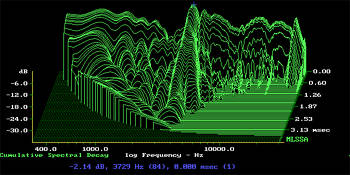 dB
-6.0
-12.0
-18.0
-24.0
-30.0
0.00
0.60
1.26
1.87
2.53
3.13 msec
400.0 1000.0 10000.0
MLSSA
Cumulative Spectral Decay log Frequency - Hz
-2.14 dB, 3729 Hz (84), 0.000 msec (1)